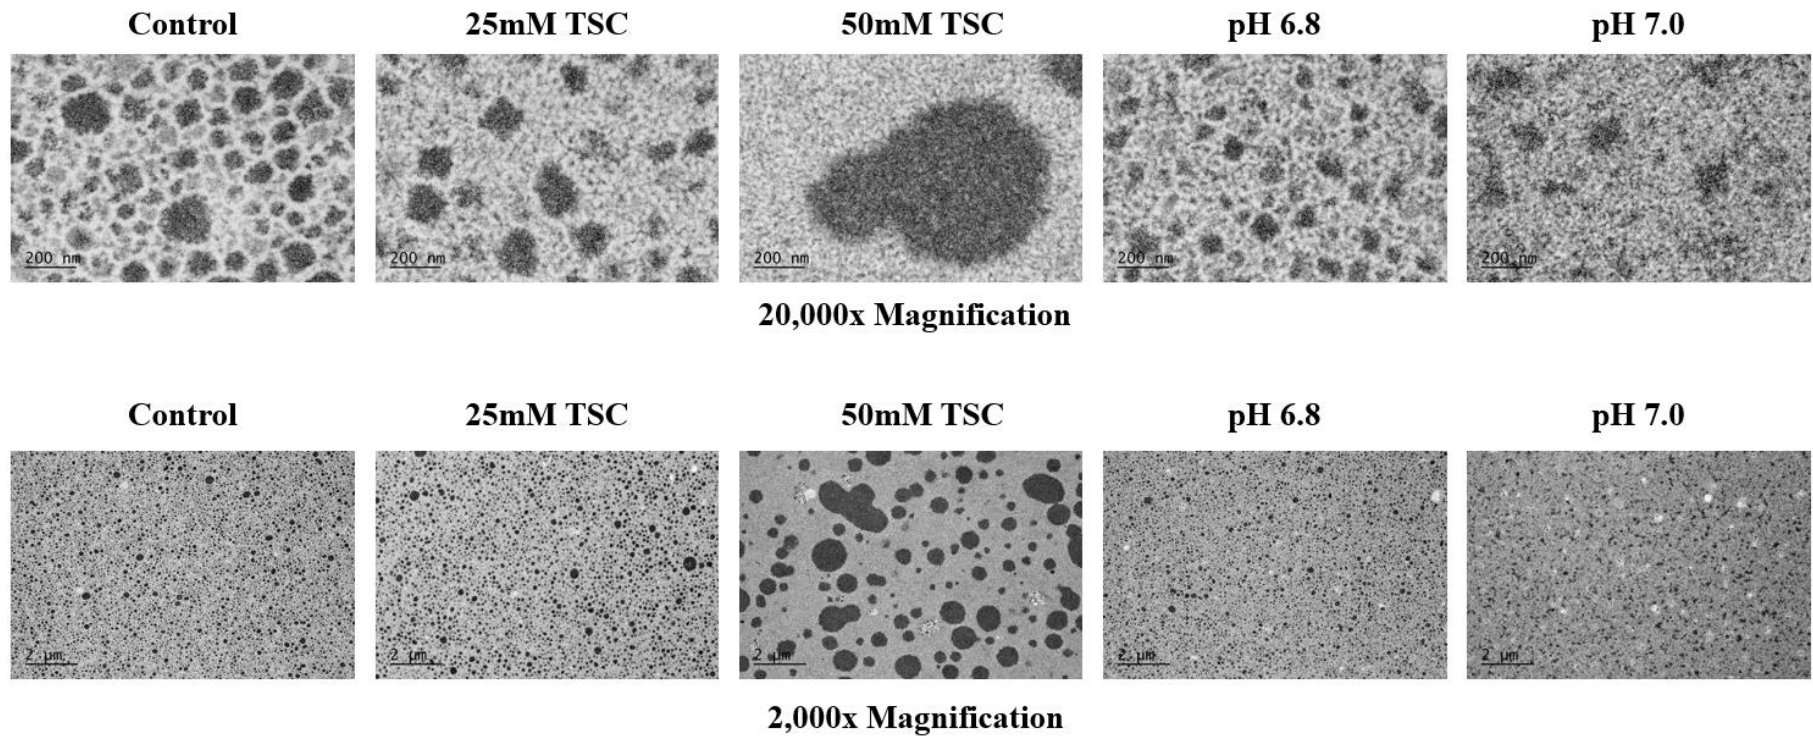 Control 25mM TSC 50mM TSC pH 6.8 pH 7.0
200 nm 200 nm 200 nm 200 nm 200 nm
20,000x Magnification
Control 25mM TSC 50mM TSC pH 6.8 pH 7.0
2 µm 2 µm 2 µm 2 µm 2 µm
2,000x Magnification